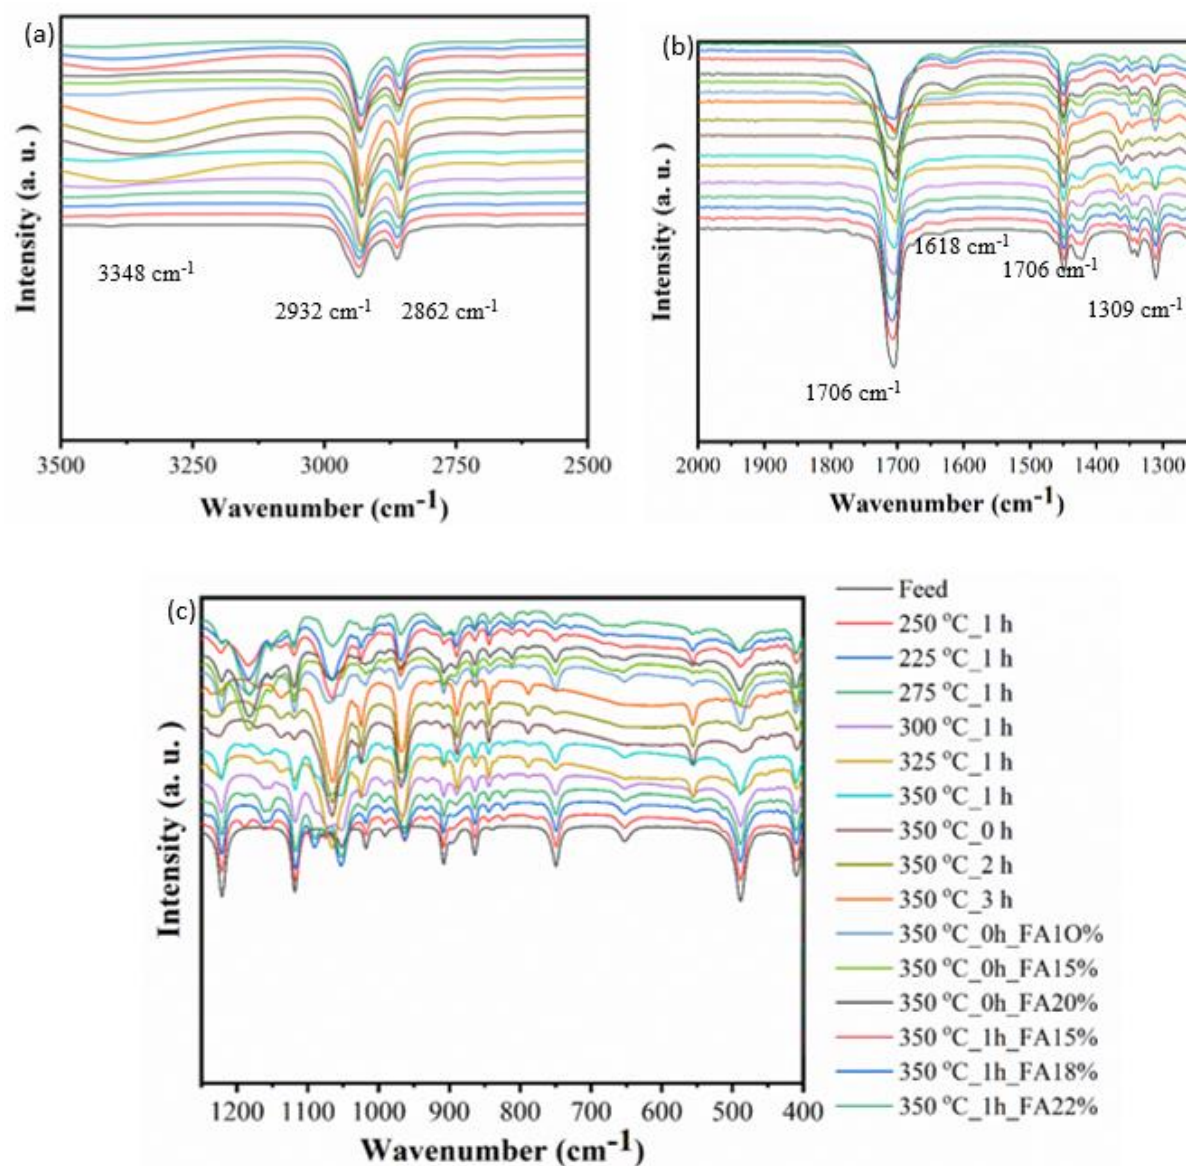 (a)
Intensity (a. u. )
3348 cm-1
2932 cm-1
2862 cm-1
3500 3250 3000 2750 2500
Wavenumber (cm-1)
(b)
Intensity (a. u. )
1618 cm-1
1706 cm-1
1309 cm-1
1706 cm-1
2000 1900 1800 1700 1600 1500 1400 1300
Wavenumber (cm-1)
(c)
Intensity (a. u. )
1200 1100 1000 900 800 700 600 500 400
Wavenumber (cm-1)
Feed
250 °C_1 h
225 °C_1 h
275 °C_1 h
300 °C_1 h
325 °C_1 h
350 °C_1 h
350 °C_0 h
350 °C_2 h
350 °C_3 h
350 °C_0h_FA1O%
350 °C_0h_FA15%
350 °C_0h_FA20%
350 °C_1h_FA15%
350 °C_1h_FA18%
350 °C_1h_FA22%